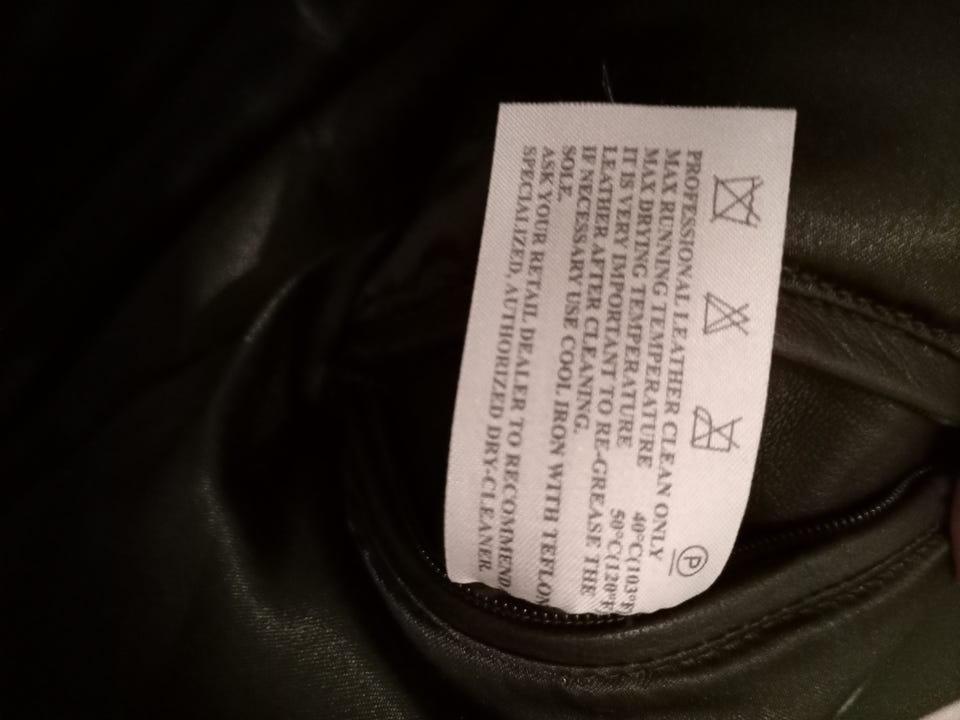 P
PROFESSIONAL LEATHER CLEAN ONLY
MAX RUNNING TEMPERATURE 40°C(103°F)
MAX DRYING TEMPERATURE 50°C(120°F)
IT IS VERY IMPORTANT TO RE-GREASE THE
LEATHER AFTER CLEANING.
IF NECESSARY USE COOL IRON WITH TEFLON
SOLE.
ASK YOUR RETAIL DEALER TO RECOMMEND
SPECIALIZED, AUTHORIZED DRY-CLEANER.